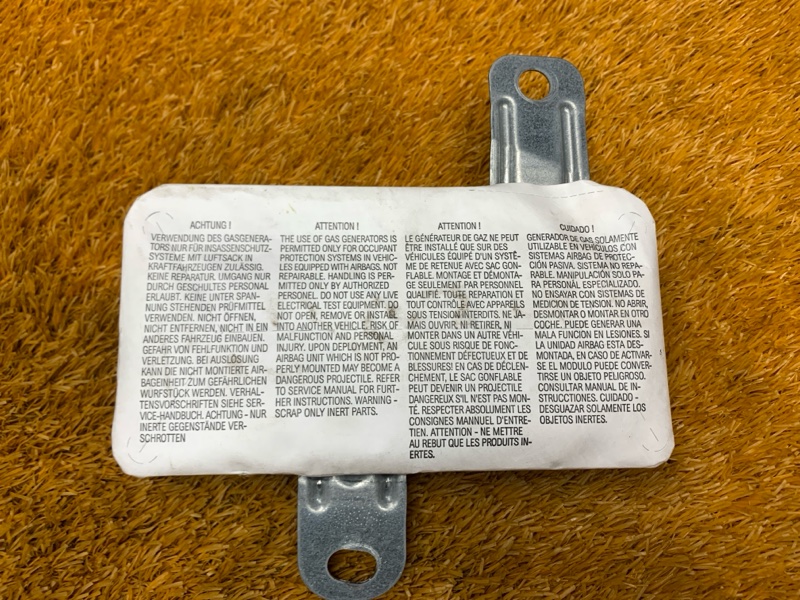 ACHTUNG !
VERWENDUNG DES GASGENERA-
TORS NUR FÜR INSASSENSCHUTZ-
SYSTEME MIT LUFTSACK IN
KRAFTFAHRZEUGEN ZULÄSSIG.
KEINE REPARATUR. UMGANG NUR
DURCH GESCHULTES PERSONAL
ERLAUBT. KEINE UNTER SPAN-
NUNG STEHENDEN PRÜFMITTEL
VERWENDEN. NICHT ÖFFNEN,
NICHT ENTFERNEN, NICHT IN EIN
ANDERES FAHRZEUG EINBAUEN.
GEFAHR VON FEHLFUNKTION UND
VERLETZUNG. BEI AUSLÖSUNG
KANN DIE NICHT MONTIERTE AIR-
BAGEINHEIT ZUM GEFÄHRLICHEN
WURFSTÜCK WERDEN. VERHAL-
TENSVORSCHRIFTEN SIEHE SER-
VICE-HANDBUCH. ACHTUNG - NUR
INERTE GEGENSTÄNDE VER-
SCHROTTEN
ATTENTION !
THE USE OF GAS GENERATORS IS
PERMITTED ONLY FOR OCCUPANT
PROTECTION SYSTEMS IN VEHIC-
LES EQUIPPED WITH AIRBAGS. NOT
REPAIRABLE. HANDLING IS PER-
MITTED ONLY BY AUTHORIZED
PERSONEL. DO NOT USE ANY LIVE
ELECTRICAL TEST EQUIPMENT. DO
NOT OPEN, REMOVE OR INSTALL
INTO ANOTHER VEHICLE. RISK OF
MALFUNCTION AND PERSONAL
INJURY. UPON DEPLOYMENT, AN
AIRBAG UNIT WHICH IS NOT PRO-
PERLY MOUNTED MAY BECOME A
DANGEROUS PROJECTILE. REFER
TO SERVICE MANUAL FOR FURT-
HER INSTRUCTIONS. WARNING -
SCRAP ONLY INERT PARTS.
ATTENTION !
LE GÉNÉRATEUR DE GAZ NE PEUT
ÊTRE INSTALLÉ QUE SUR DES
VÉHICULES ÉQUIPÉ D'UN SYSTÈ-
ME DE RETENUE AVEC SAC GON-
FLABLE. MONTAGE ET DÉMONTA-
GE SEULEMENT PAR PERSONNEL
QUALIFIÉ. TOUTE REPARATION ET
TOUT CONTRÔLE AVEC APPAREILS
SOUS TENSION INTERDITS. NE JA-
MAIS OUVRIR, NI RETIRER, NI
MONTER DANS UN AUTRE VÉHI-
CULE SOUS RISQUE DE FONC-
TIONNEMENT DÉFECTUEUX ET DE
BLESSURES! EN CAS DE DÉCLEN-
CHEMENT, LE SAC GONFLABLE
PEUT DEVENIR UN PROJECTILE
DANGEREUX S'IL N'EST PAS MON-
TÉ. RESPECTER ABSOLUMENT LES
CONSIGNES MANNUEL D'ENTRE-
TIEN. ATTENTION - NE METTRE
AU REBUT QUE LES PRODUITS IN-
ERTES.
CUIDADO !
GENERADOR DE GAS SOLAMENTE
UTILIZABLE EN VEHÍCULOS CON
SISTEMAS AIRBAG DE PROTEC-
CIÓN PASIVA. SISTEMA NO REPA-
RABLE. MANIPULACIÓN SOLO PA-
RA PERSONAL ESPECIALIZADO.
NO ENSAYAR CON SISTEMAS DE
MEDICION DE TENSION. NO ABRIR,
DESMONTAR O MONTAR EN OTRO
COCHE. PUEDE GENERAR UNA
MALA FUNCION EN LESIONES. SI
LA UNIDAD AIRBAG ESTA DES-
MONTADA, EN CASO DE ACTIVAR-
SE EL MODULO PUEDE CONVER-
TIRSE UN OBJETO PELIGROSO.
CONSULTAR MANUAL DE IN-
STRUCCTIONES. CUIDADO -
DESGUAZAR SOLAMENTE LOS
OBJETOS INERTES.